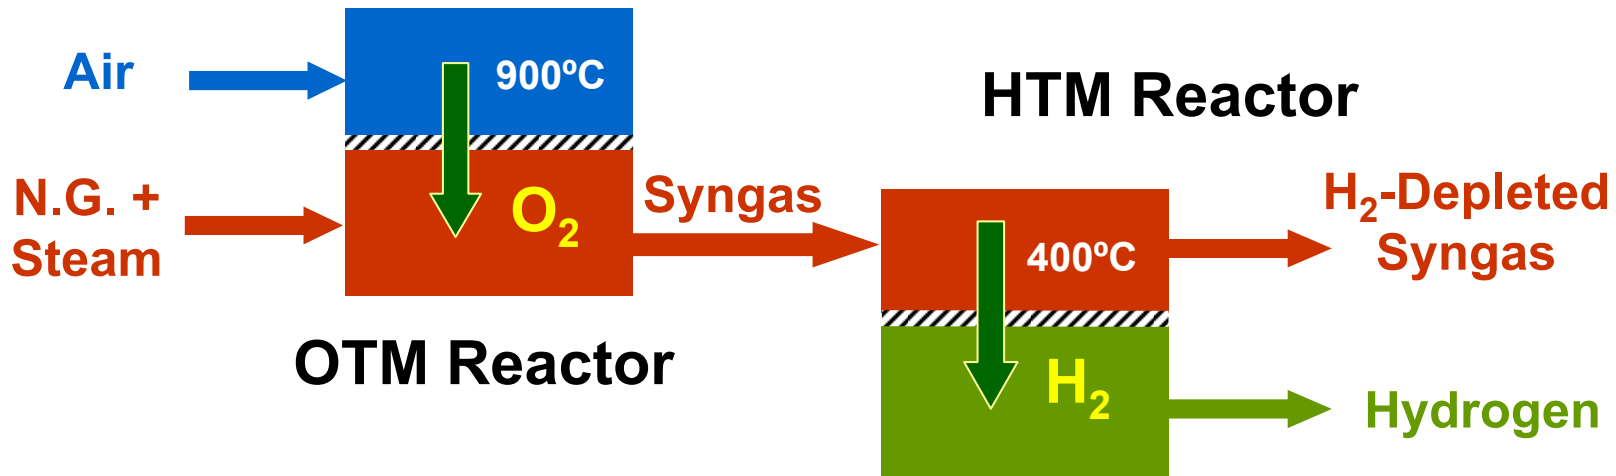 Air
900ºC
HTM Reactor
N.G. +
Steam
O₂
Syngas
H₂-Depleted
Syngas
400ºC
OTM Reactor
H₂
Hydrogen